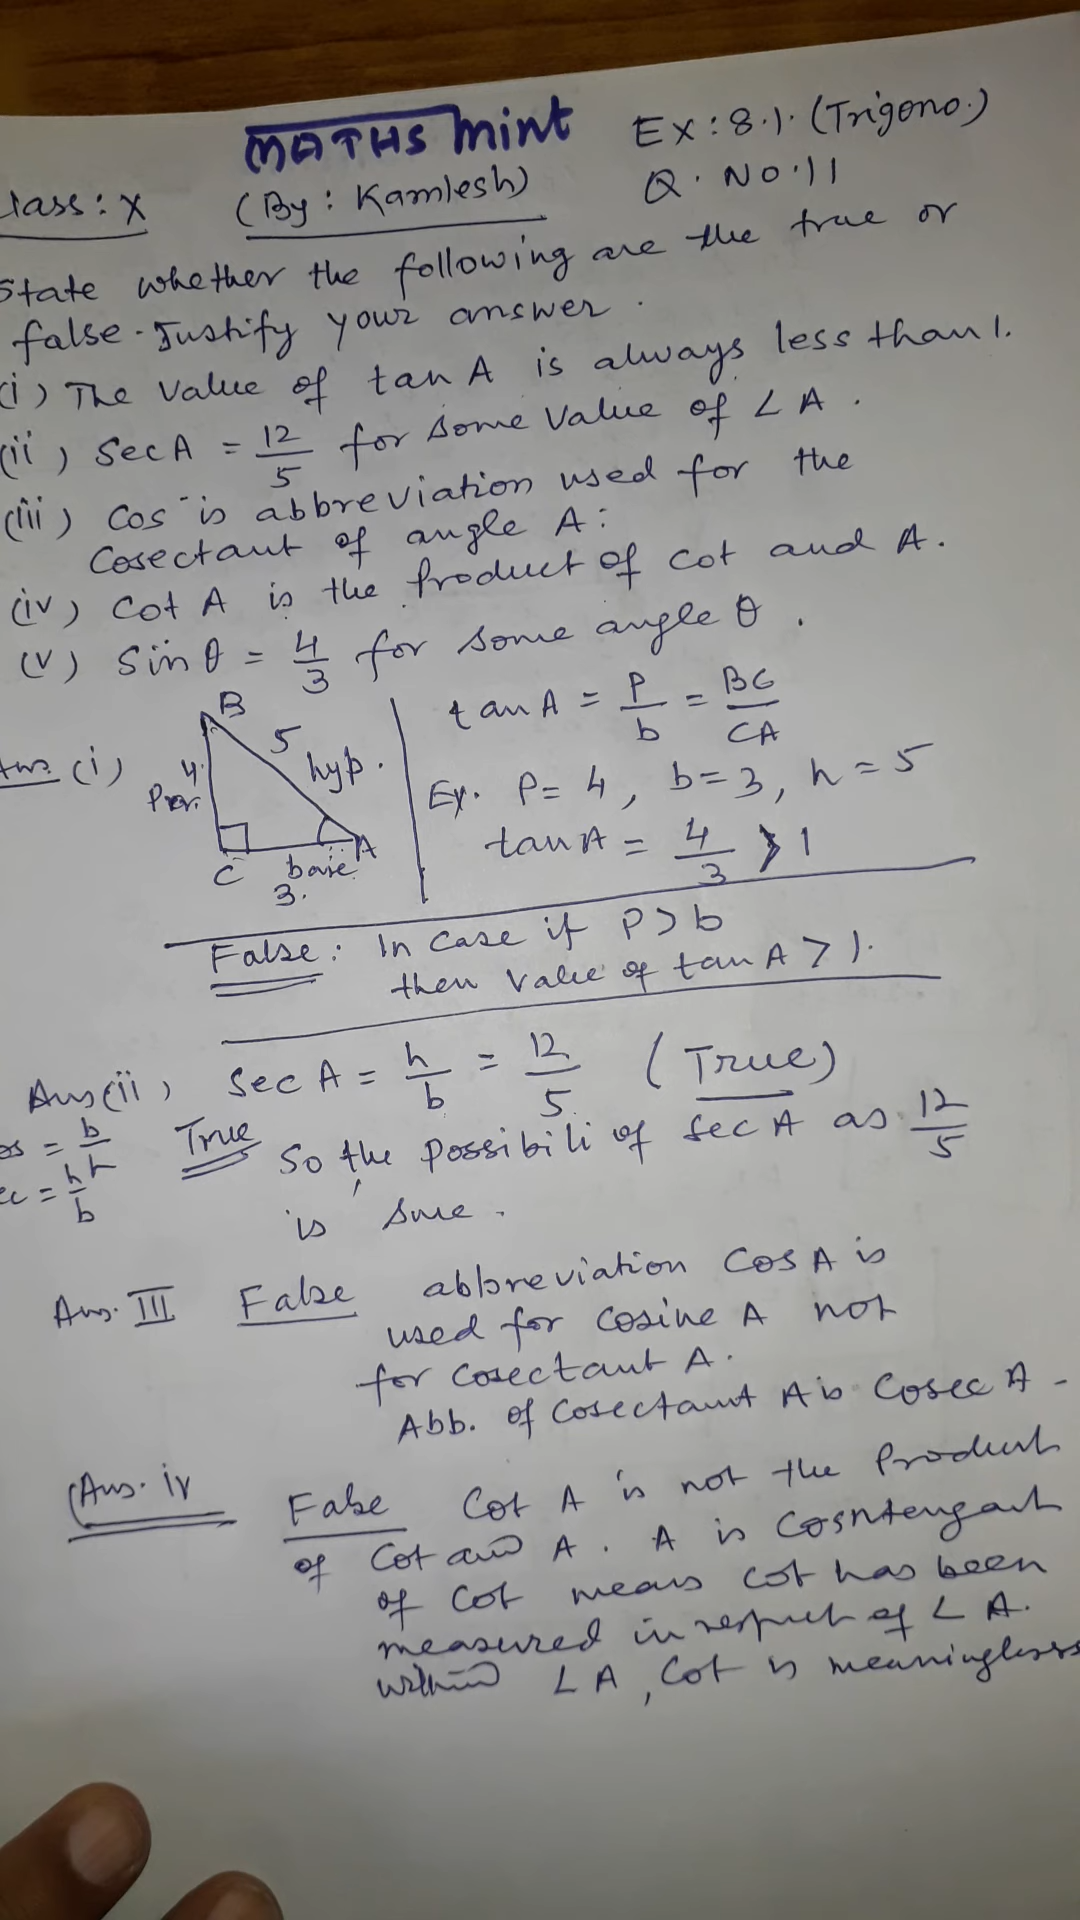 MATHS mint
Ex: 8.1. (Trigono.)
lass: X
(By: Kamlesh)
Q. No. 11
State whether the following are the true or
false. Justify your answer.
(i) The value of tan A is always less than 1.
(ii) Sec A = 12/5 for some value of ∠A.
(iii) Cos is abbreviation used for the
Cosectant of angle A:
(iv) Cot A is the product of cot and A.
(v) Sin θ = 4/3 for some angle θ.
Ans (i)
B
4
Per.
5
hyp.
C
base
3.
A
tan A = P/b = BC/CA
Ex. P = 4, b = 3, h = 5
tan A = 4/3 > 1
False: In case if P > b
then value of tan A > 1.
Ans (ii) Sec A = h/b = 12/5 (True)
os = b/h
ec = h/b
True
So the possibili of sec A as 12/5
is sure.
Ans. III False abbreviation Cos A is
used for cosine A not
for cosectant A.
Abb. of Cosectant A is Cosec A -
(Ans. iv
False Cot A is not the Product
of Cot and A. A is
of Cot means cot has been
measured in respect of ∠A.
∠A, Cot is meaningless